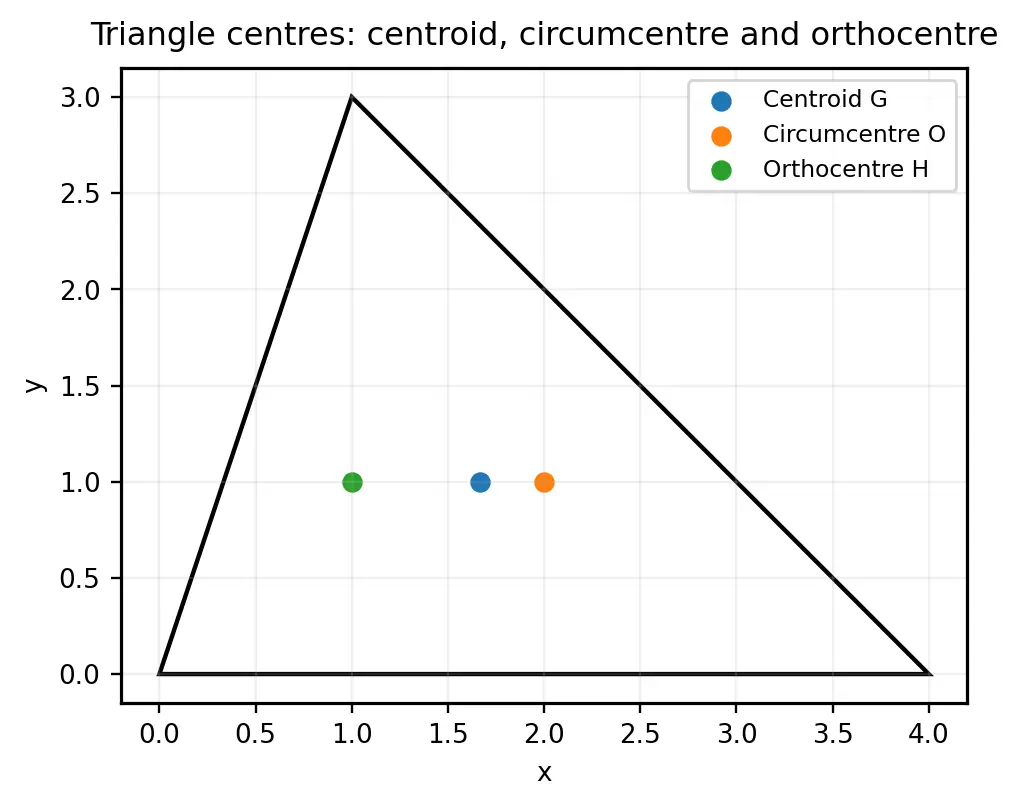 Triangle centres: centroid, circumcentre and orthocentre
Centroid G
Circumcentre O
Orthocentre H
3.0
2.5
2.0
1.5
1.0
0.5
0.0
y
0.0 0.5 1.0 1.5 2.0 2.5 3.0 3.5 4.0
x